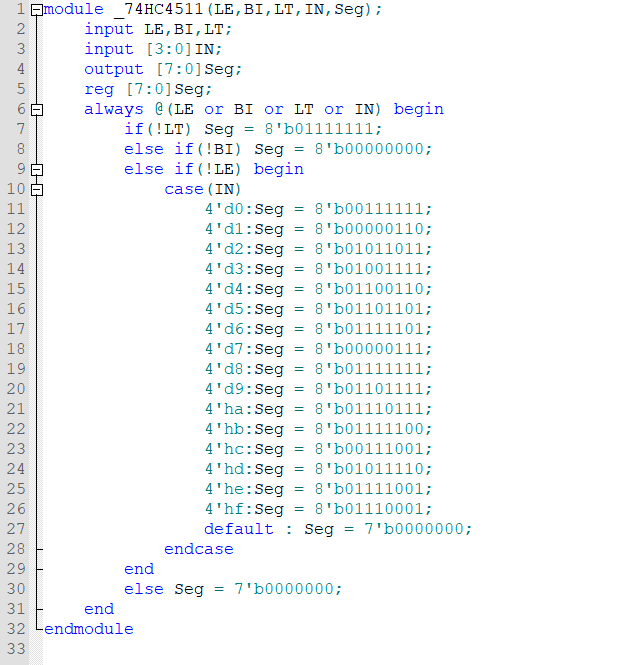 1 module _74HC4511(LE,BI,LT,IN,Seg);
2     input LE,BI,LT;
3     input [3:0]IN;
4     output [7:0]Seg;
5     reg [7:0]Seg;
6     always @(LE or BI or LT or IN) begin
7         if(!LT) Seg = 8'b01111111;
8         else if(!BI) Seg = 8'b00000000;
9         else if(!LE) begin
10             case(IN)
11                 4'd0:Seg = 8'b00111111;
12                 4'd1:Seg = 8'b00000110;
13                 4'd2:Seg = 8'b01011011;
14                 4'd3:Seg = 8'b01001111;
15                 4'd4:Seg = 8'b01100110;
16                 4'd5:Seg = 8'b01101101;
17                 4'd6:Seg = 8'b01111101;
18                 4'd7:Seg = 8'b00000111;
19                 4'd8:Seg = 8'b01111111;
20                 4'd9:Seg = 8'b01101111;
21                 4'ha:Seg = 8'b01110111;
22                 4'hb:Seg = 8'b01111100;
23                 4'hc:Seg = 8'b00111001;
24                 4'hd:Seg = 8'b01011110;
25                 4'he:Seg = 8'b01111001;
26                 4'hf:Seg = 8'b01110001;
27                 default : Seg = 7'b0000000;
28             endcase
29         end
30         else Seg = 7'b0000000;
31     end
32 endmodule
33